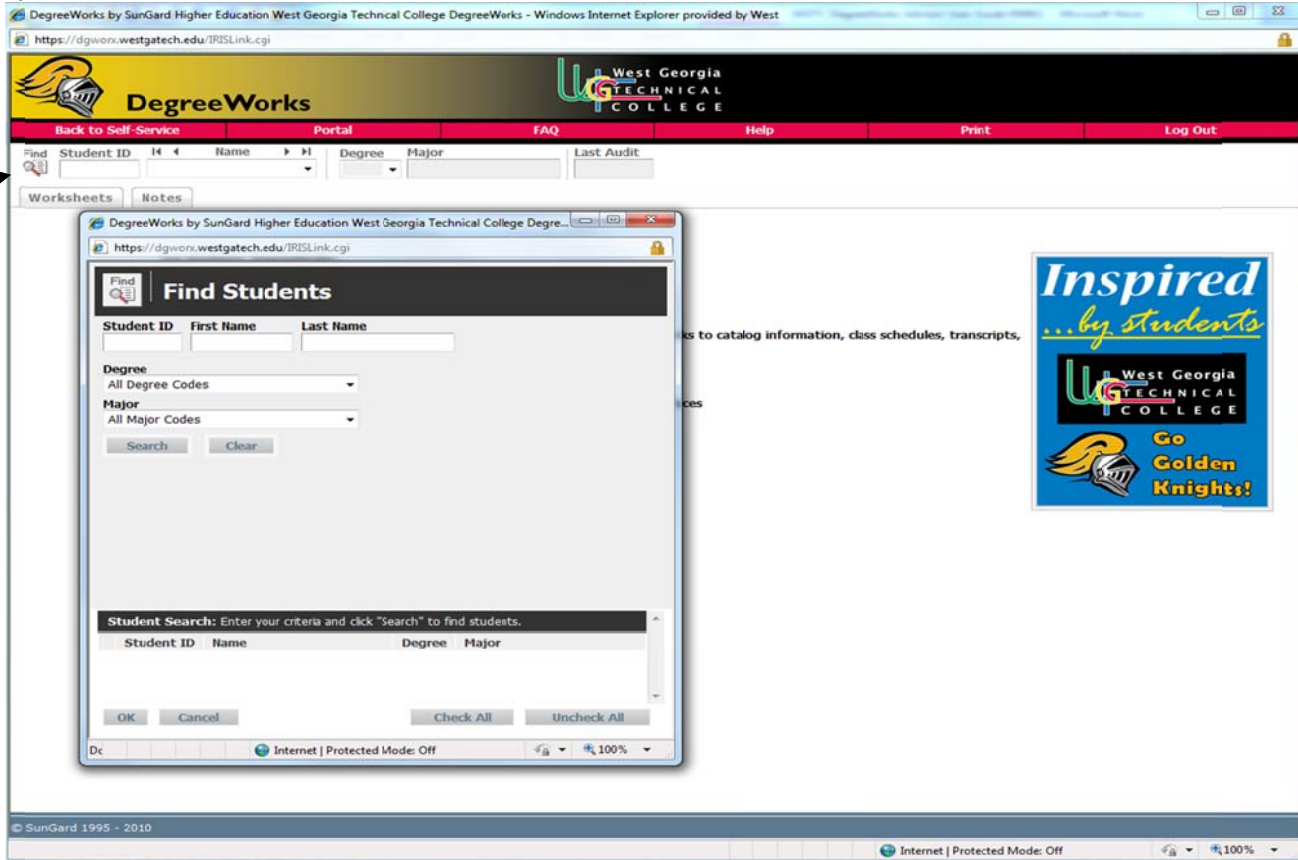 DegreeWorks by SunGard Higher Education West Georgia Techncal College DegreeWorks - Windows Internet Explorer provided by West
https://dgworx.westgatech.edu/IRISLink.cgi
DegreeWorks
West Georgia
TECHNICAL
COLLEGE
Back to Self-Service Portal FAQ Help Print Log Out
Find Student ID Name Degree Major Last Audit
Worksheets Notes
DegreeWorks by SunGard Higher Education West Georgia Technical College Degre...
https://dgworx.westgatech.edu/IRISLink.cgi
Find
Find Students
Student ID First Name Last Name
Degree
All Degree Codes
Major
All Major Codes
Search Clear
ks to catalog information, class schedules, transcripts,
ces
Inspired
...by students
West Georgia
TECHNICAL
COLLEGE
Go
Golden
Knights!
Student Search: Enter your criteria and click "Search" to find students.
Student ID Name Degree Major
OK Cancel Check All Uncheck All
Internet | Protected Mode: Off 100%
© SunGard 1995 - 2010
Internet | Protected Mode: Off 100%